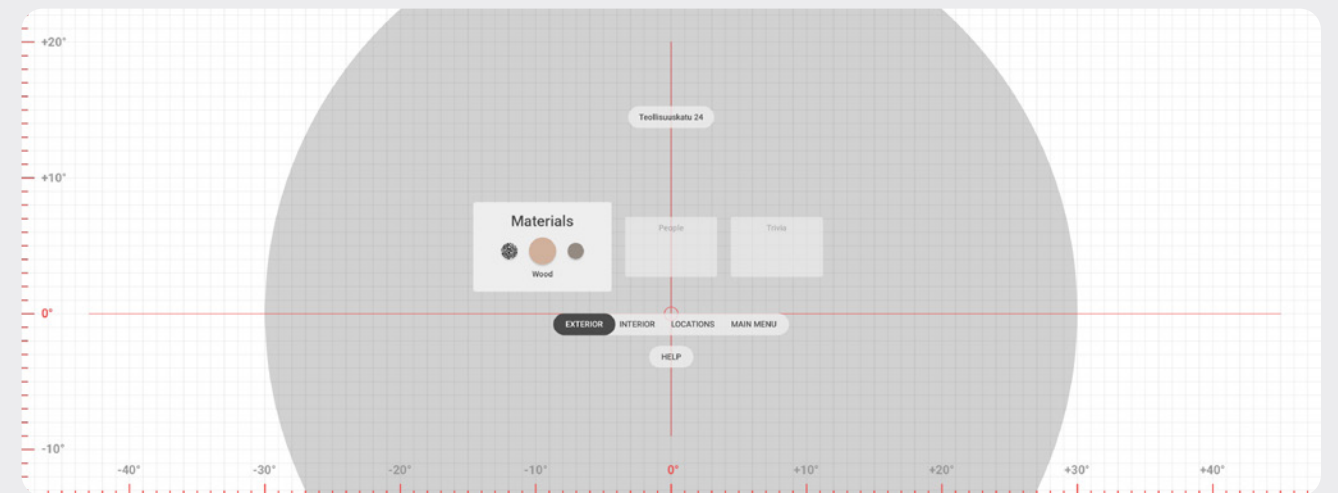 +20°
Teollisuuskatu 24
+10°
Materials
People
Trivia
Wood
0°
EXTERIOR INTERIOR LOCATIONS MAIN MENU
HELP
-10°
-40° -30° -20° -10° 0° +10° +20° +30° +40°